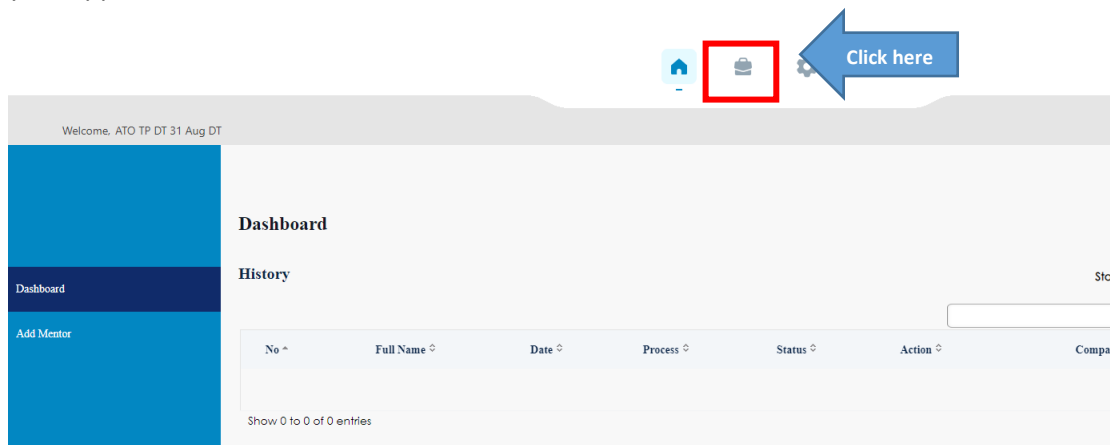 Click here
Welcome, ATO TP DT 31 Aug DT
Dashboard
History
Dashboard
Add Mentor
No Full Name Date Process Status Action
Show 0 to 0 of 0 entries